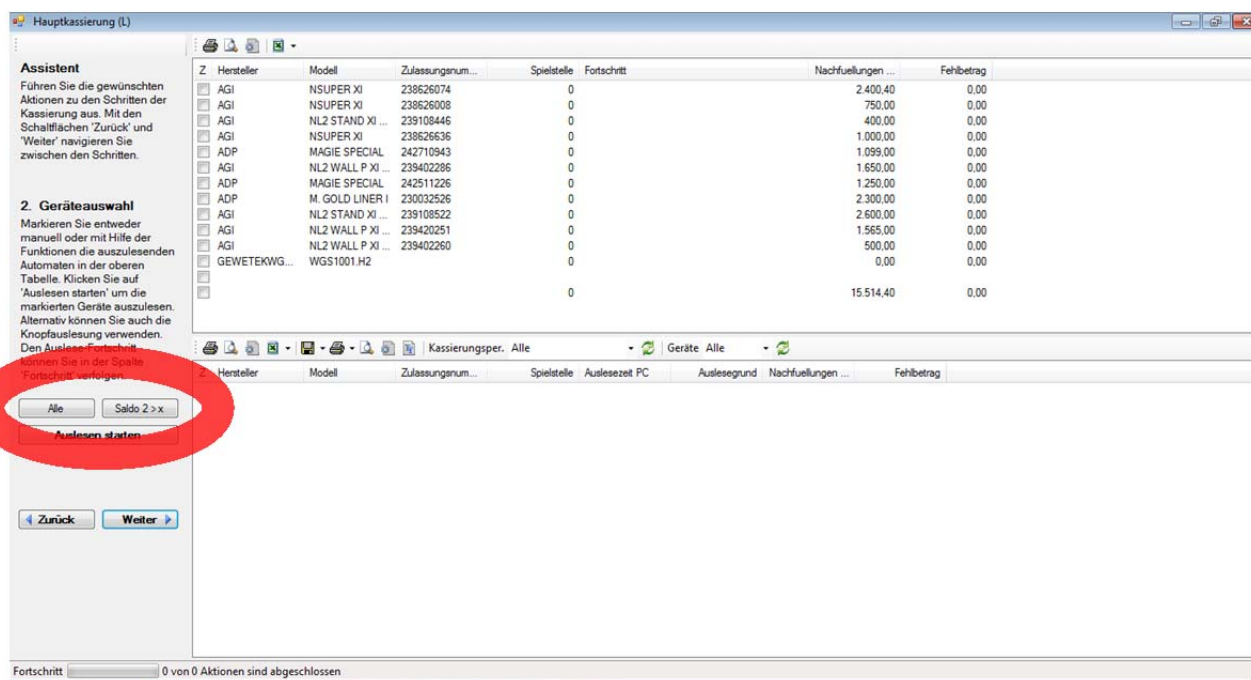 Hauptkassierung (L)
Assistent
Führen Sie die gewünschten
Aktionen zu den Schritten der
Kassierung aus. Mit den
Schaltflächen 'Zurück' und
'Weiter' navigieren Sie
zwischen den Schritten.
2. Geräteauswahl
Markieren Sie entweder
manuell oder mit Hilfe der
Funktionen die auszulesenden
Automaten in der oberen
Tabelle. Klicken Sie auf
'Auslesen starten' um die
markierten Geräte auszulesen.
Alternativ können Sie auch die
Knopfauslesung verwenden.
Den Auslese-Fortschritt
können Sie in der Spalte
'Fortschritt' verfolgen.
Alle Saldo 2 > x
Auslesen starten
Zurück Weiter
Z Hersteller Modell Zulassungsnum... Spielstelle Fortschritt Nachfuellungen ... Fehlbetrag
AGI NSUPER XI 238626074 0 2.400,40 0,00
AGI NSUPER XI 238626008 0 750,00 0,00
AGI NL2 STAND XI ... 239108446 0 400,00 0,00
AGI NSUPER XI 238626636 0 1.000,00 0,00
ADP MAGIE SPECIAL 242710943 0 1.099,00 0,00
AGI NL2 WALL P XI ... 239402286 0 1.650,00 0,00
ADP MAGIE SPECIAL 242511226 0 1.250,00 0,00
ADP M. GOLD LINER I 230032526 0 2.300,00 0,00
AGI NL2 STAND XI ... 239108522 0 2.600,00 0,00
AGI NL2 WALL P XI ... 239420251 0 1.565,00 0,00
AGI NL2 WALL P XI ... 239402260 0 500,00 0,00
GEWETEKWG... WGS1001.H2 0 0,00 0,00
0 15.514,40 0,00
Kassierungsper. Alle Geräte Alle
Z Hersteller Modell Zulassungsnum... Spielstelle Auslesezeit PC Auslesegrund Nachfuellungen ... Fehlbetrag
Fortschritt 0 von 0 Aktionen sind abgeschlossen